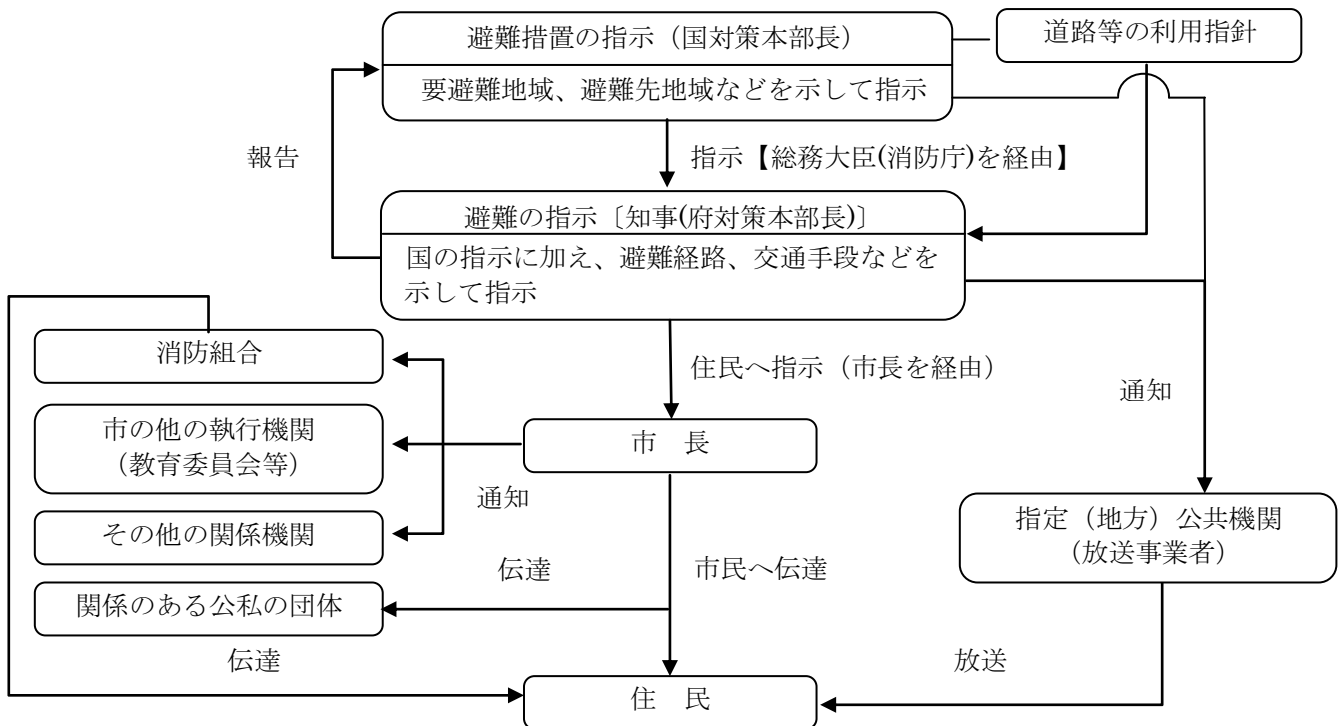 避難措置の指示（国対策本部長）
道路等の利用指針
要避難地域、避難先地域などを示して指示
報告
指示【総務大臣(消防庁)を経由】
避難の指示〔知事(府対策本部長)〕
国の指示に加え、避難経路、交通手段などを
示して指示
消防組合
住民へ指示（市長を経由）
通知
市の他の執行機関
（教育委員会等）
市　長
通知
その他の関係機関
指定（地方）公共機関
（放送事業者）
伝達
市民へ伝達
関係のある公私の団体
伝達
放送
住　民